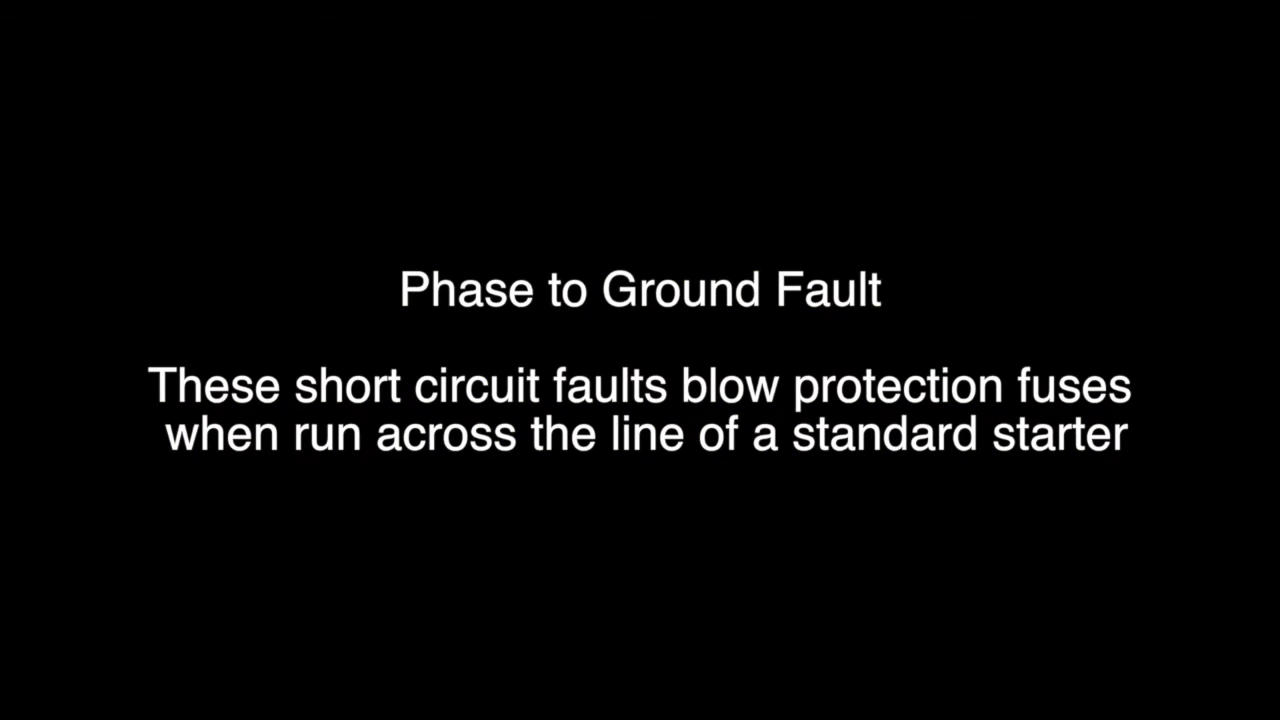 Phase to Ground Fault
These short circuit faults blow protection fuses
when run across the line of a standard starter